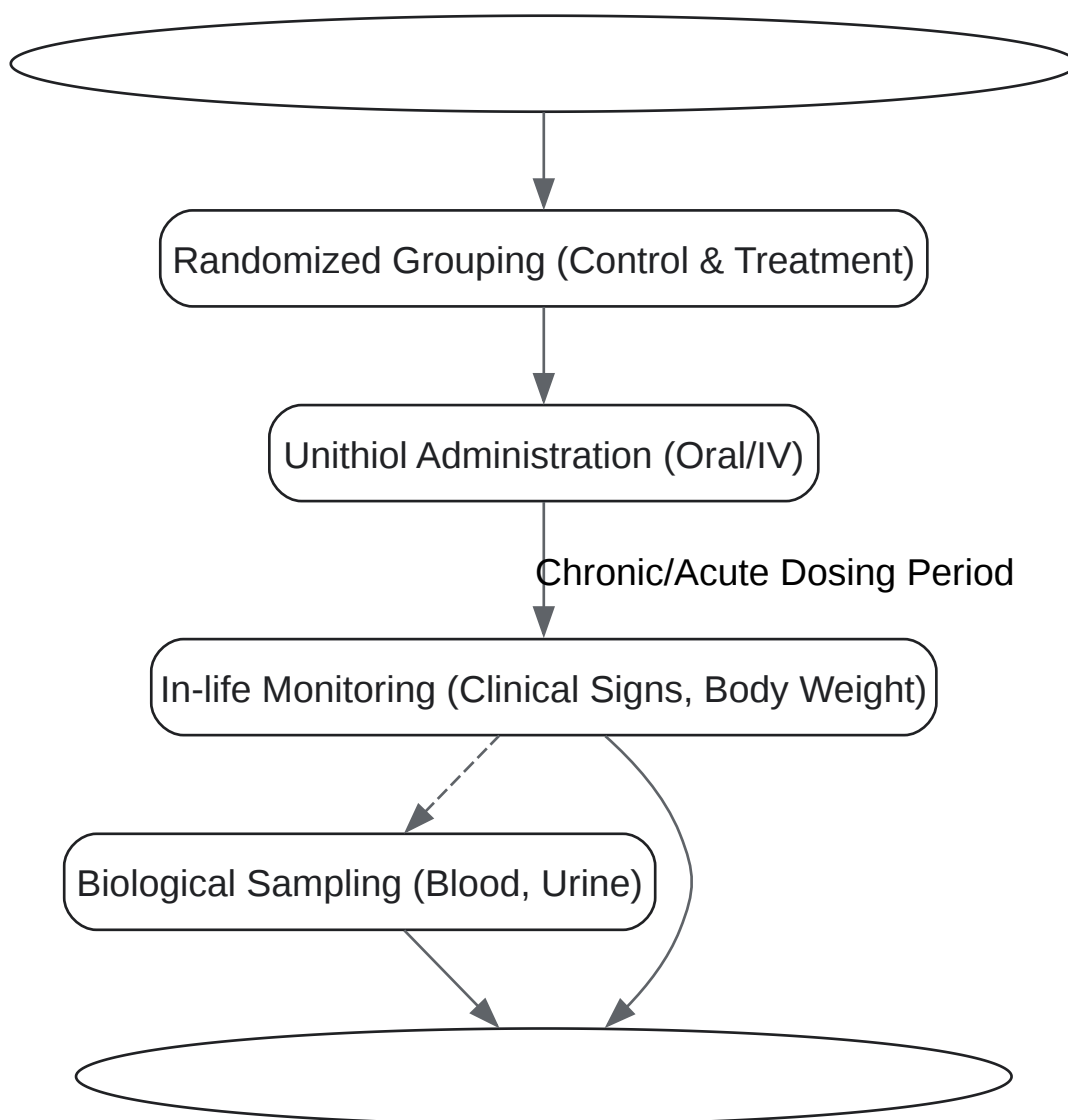 Randomized Grouping (Control & Treatment)
Unithiol Administration (Oral/IV)
Chronic/Acute Dosing Period
In-life Monitoring (Clinical Signs, Body Weight)
Biological Sampling (Blood, Urine)